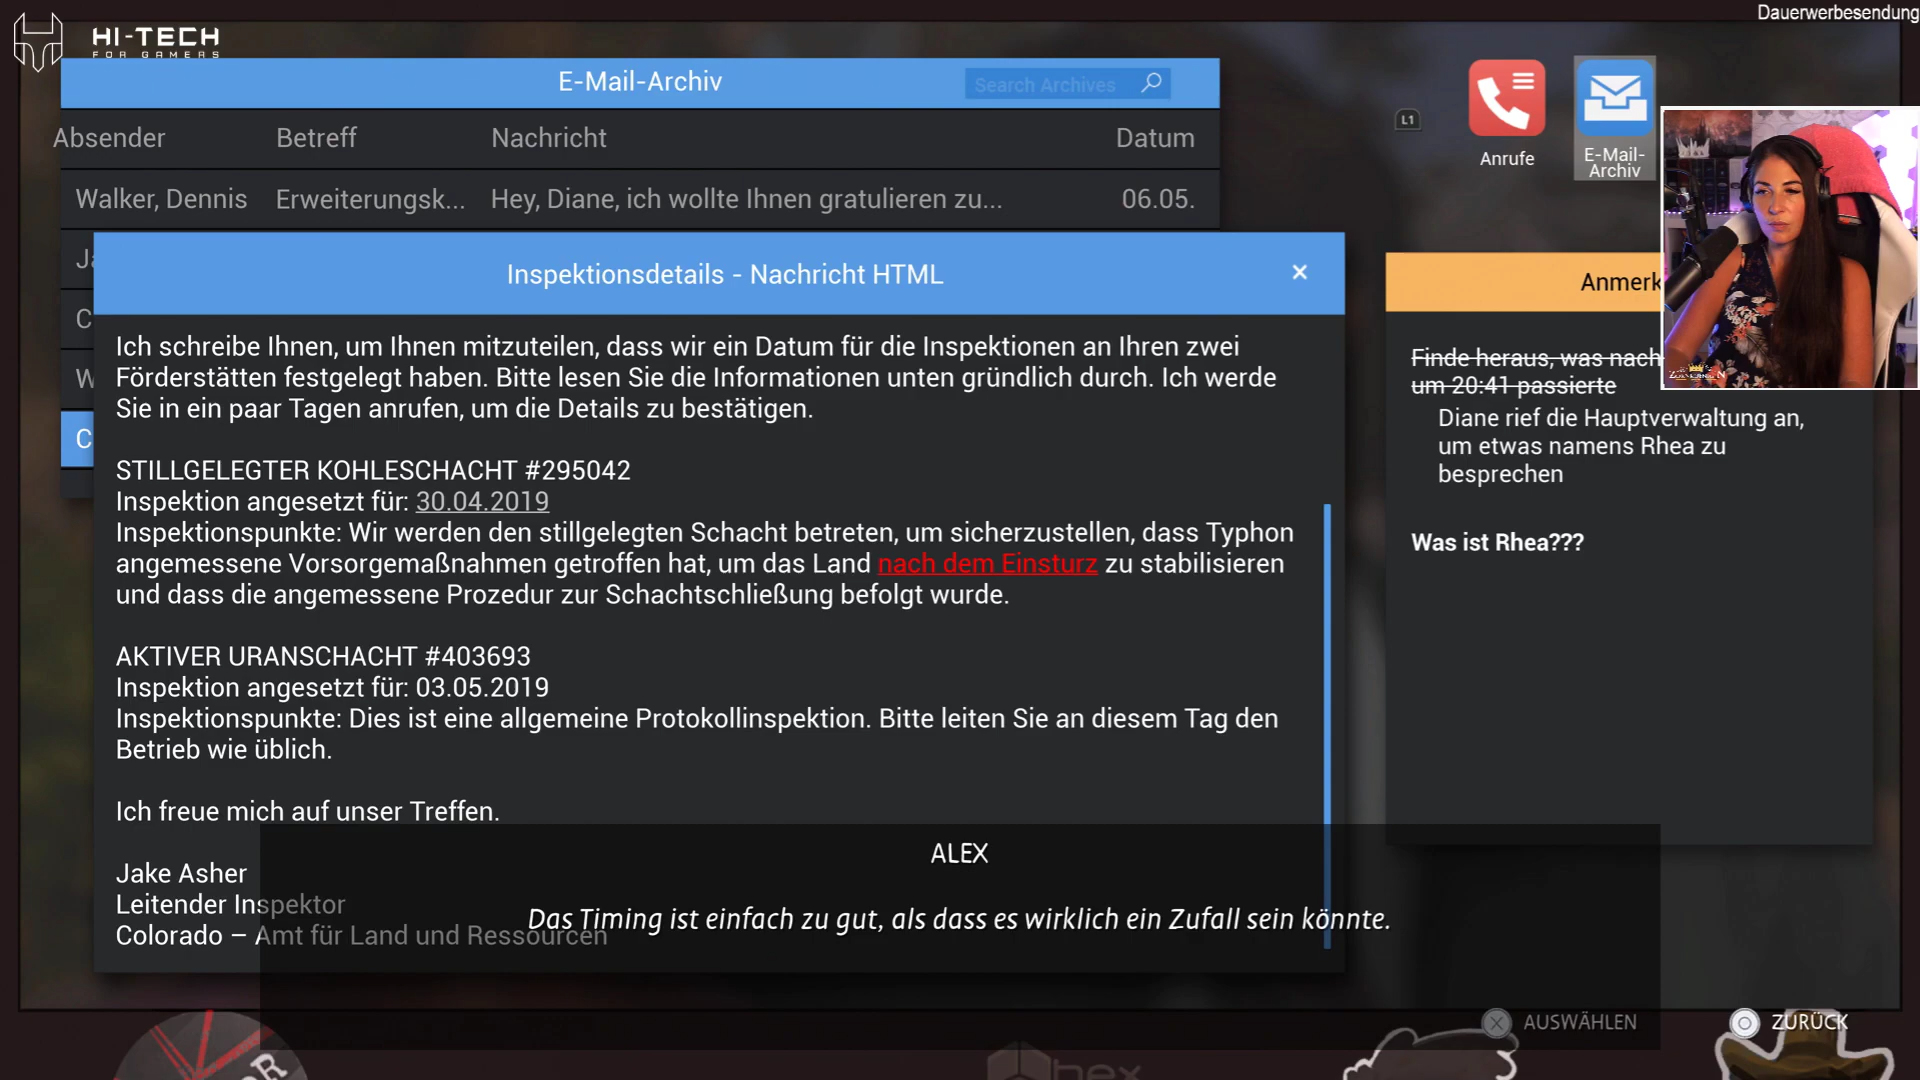 Dauerwerbesendung
HI-TECH
FOR GAMERS
E-Mail-Archiv
Search Archives
Absender Betreff Nachricht Datum
Walker, Dennis Erweiterungsk... Hey, Diane, ich wollte Ihnen gratulieren zu... 06.05.
L1
Anrufe
E-Mail-
Archiv
Inspektionsdetails - Nachricht HTML
Ich schreibe Ihnen, um Ihnen mitzuteilen, dass wir ein Datum für die Inspektionen an Ihren zwei
Förderstätten festgelegt haben. Bitte lesen Sie die Informationen unten gründlich durch. Ich werde
Sie in ein paar Tagen anrufen, um die Details zu bestätigen.
STILLGELEGTER KOHLESCHACHT #295042
Inspektion angesetzt für: 30.04.2019
Inspektionspunkte: Wir werden den stillgelegten Schacht betreten, um sicherzustellen, dass Typhon
angemessene Vorsorgemaßnahmen getroffen hat, um das Land nach dem Einsturz zu stabilisieren
und dass die angemessene Prozedur zur Schachtschließung befolgt wurde.
AKTIVER URANSCHACHT #403693
Inspektion angesetzt für: 03.05.2019
Inspektionspunkte: Dies ist eine allgemeine Protokollinspektion. Bitte leiten Sie an diesem Tag den
Betrieb wie üblich.
Ich freue mich auf unser Treffen.
Jake Asher
Leitender Inspektor
Colorado – Amt für Land und Ressourcen
Anmerk
Finde heraus, was nach
um 20:41 passierte
Diane rief die Hauptverwaltung an,
um etwas namens Rhea zu
besprechen
Was ist Rhea???
ALEX
Das Timing ist einfach zu gut, als dass es wirklich ein Zufall sein könnte.
AUSWÄHLEN
ZURÜCK
hex